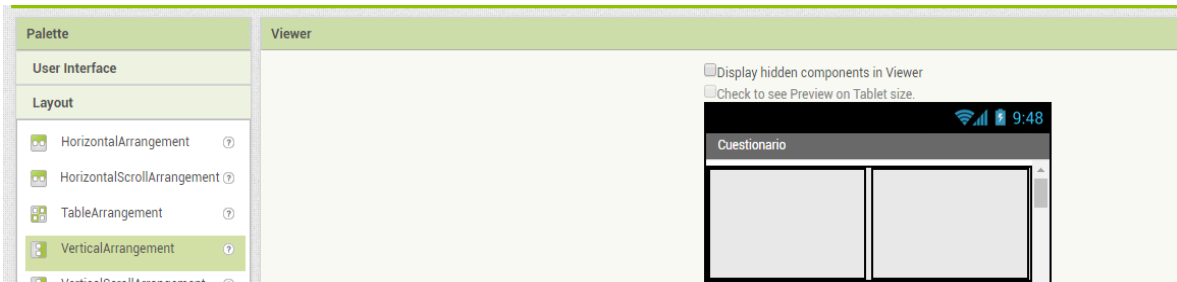 Palette
User Interface
Layout
HorizontalArrangement ?
HorizontalScrollArrangement ?
TableArrangement ?
VerticalArrangement ?
VerticalScrollArrangement
Viewer
Display hidden components in Viewer
Check to see Preview on Tablet size.
9:48
Cuestionario